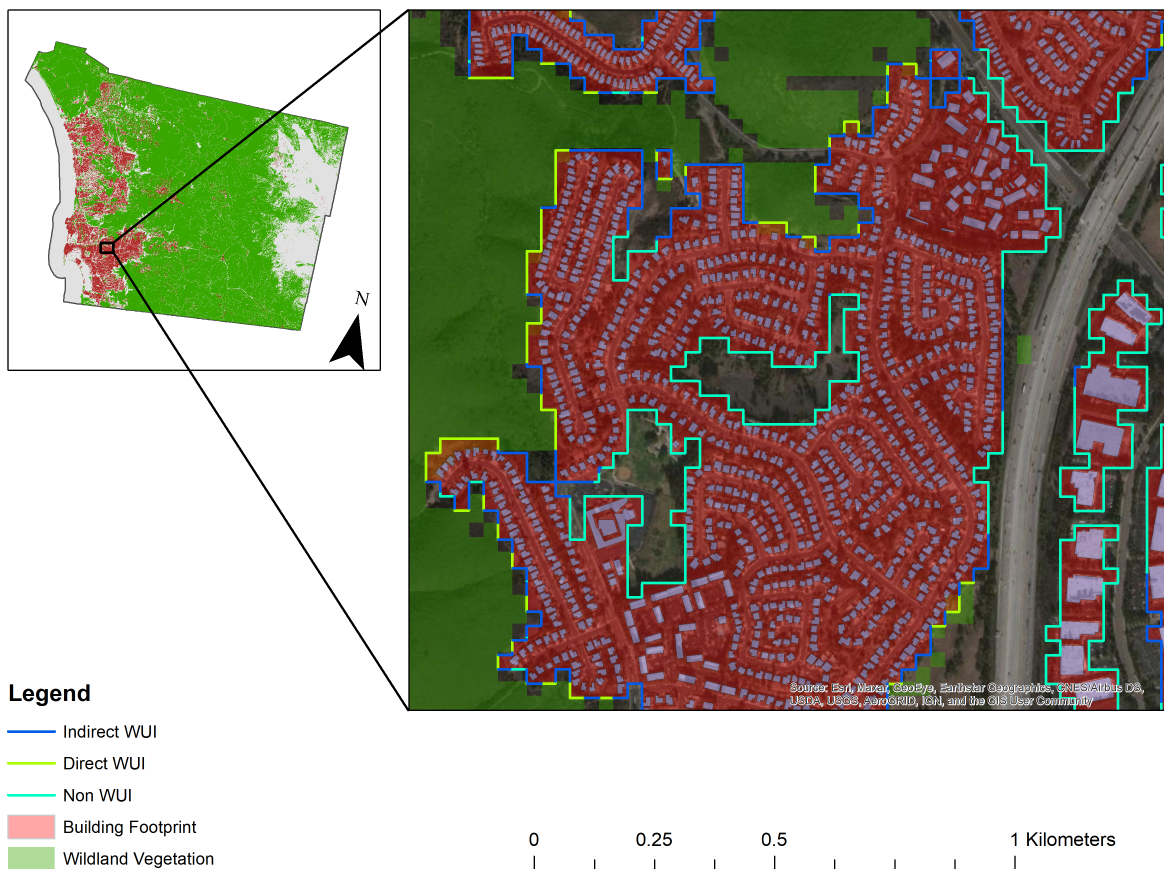 N
Source: Esri, Maxar, GeoEye, Earthstar Geographics, CNES/Airbus DS,
USDA, USGS, AeroGRID, IGN, and the GIS User Community
Legend
Indirect WUI
Direct WUI
Non WUI
Building Footprint
Wildland Vegetation
0 0.25 0.5 1 Kilometers